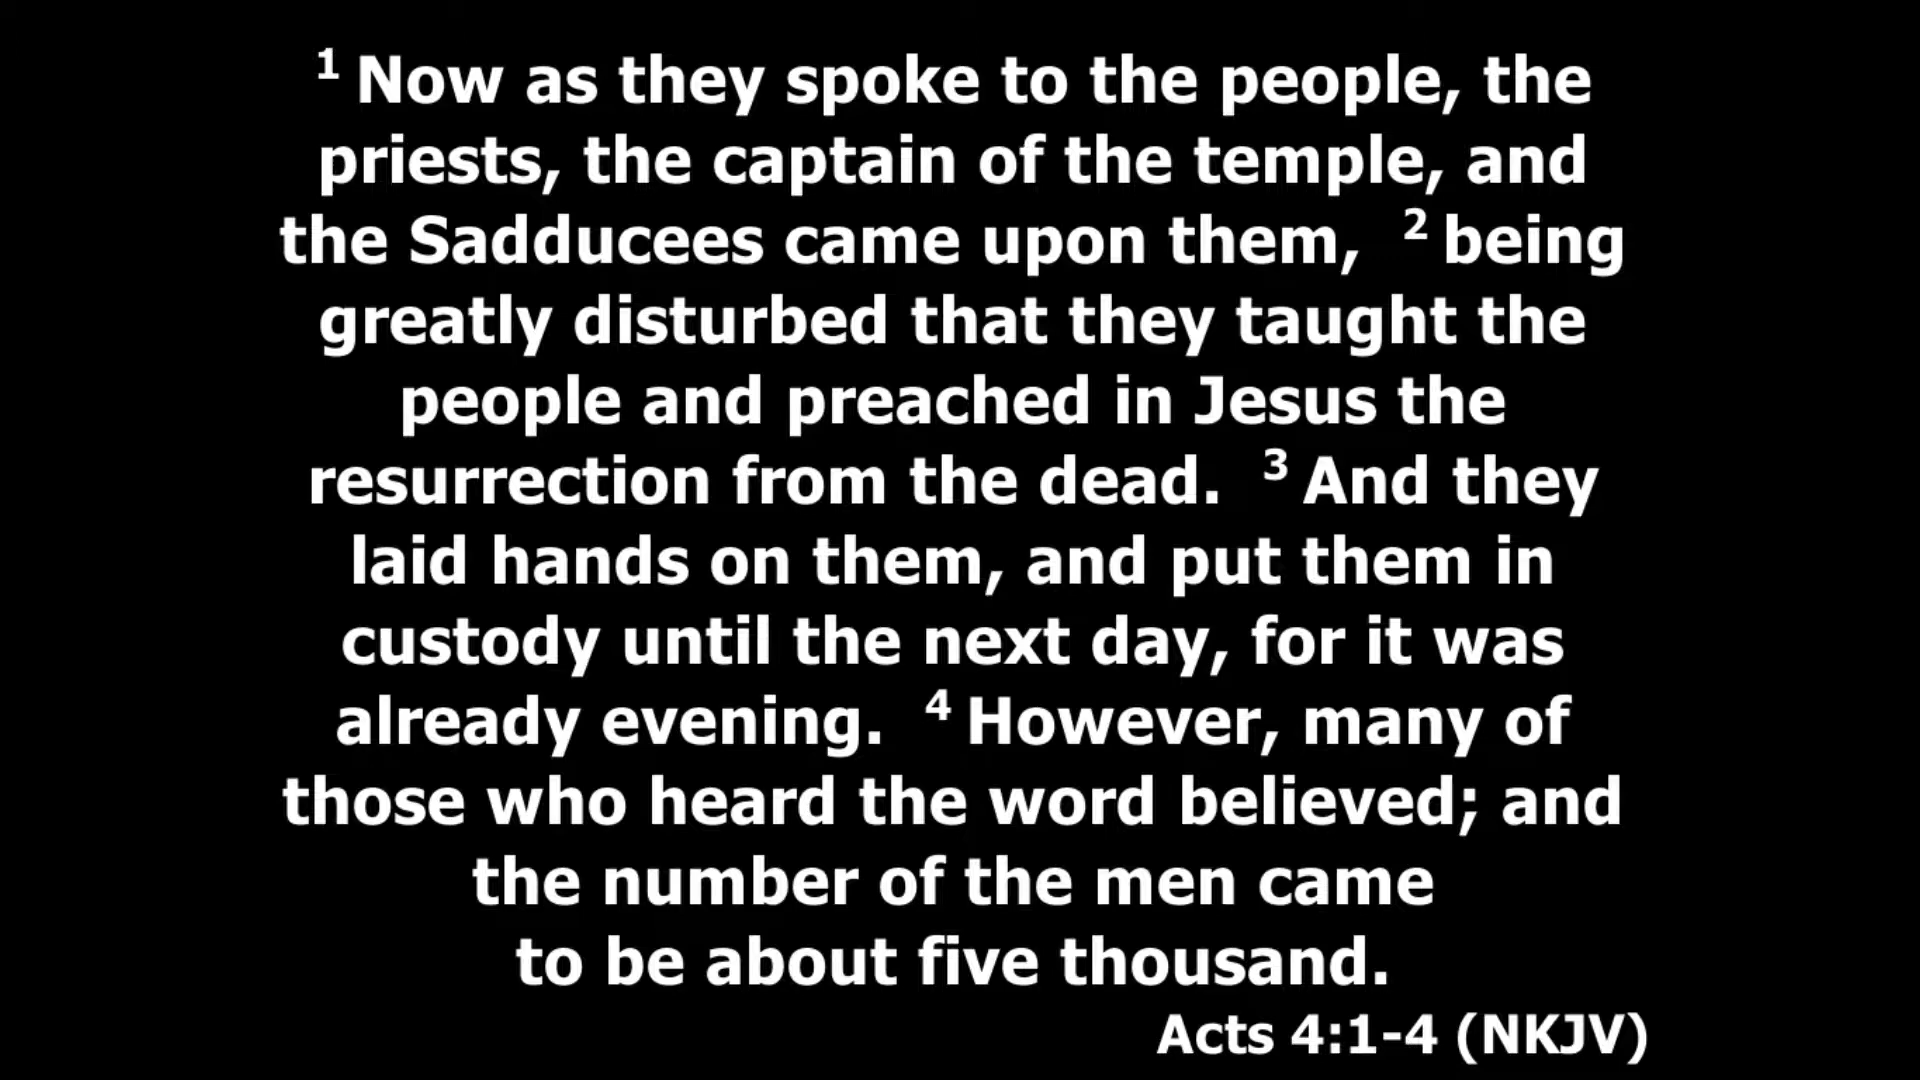 1 Now as they spoke to the people, the
priests, the captain of the temple, and
the Sadducees came upon them, 2 being
greatly disturbed that they taught the
people and preached in Jesus the
resurrection from the dead. 3 And they
laid hands on them, and put them in
custody until the next day, for it was
already evening. 4 However, many of
those who heard the word believed; and
the number of the men came
to be about five thousand.
Acts 4:1-4 (NKJV)